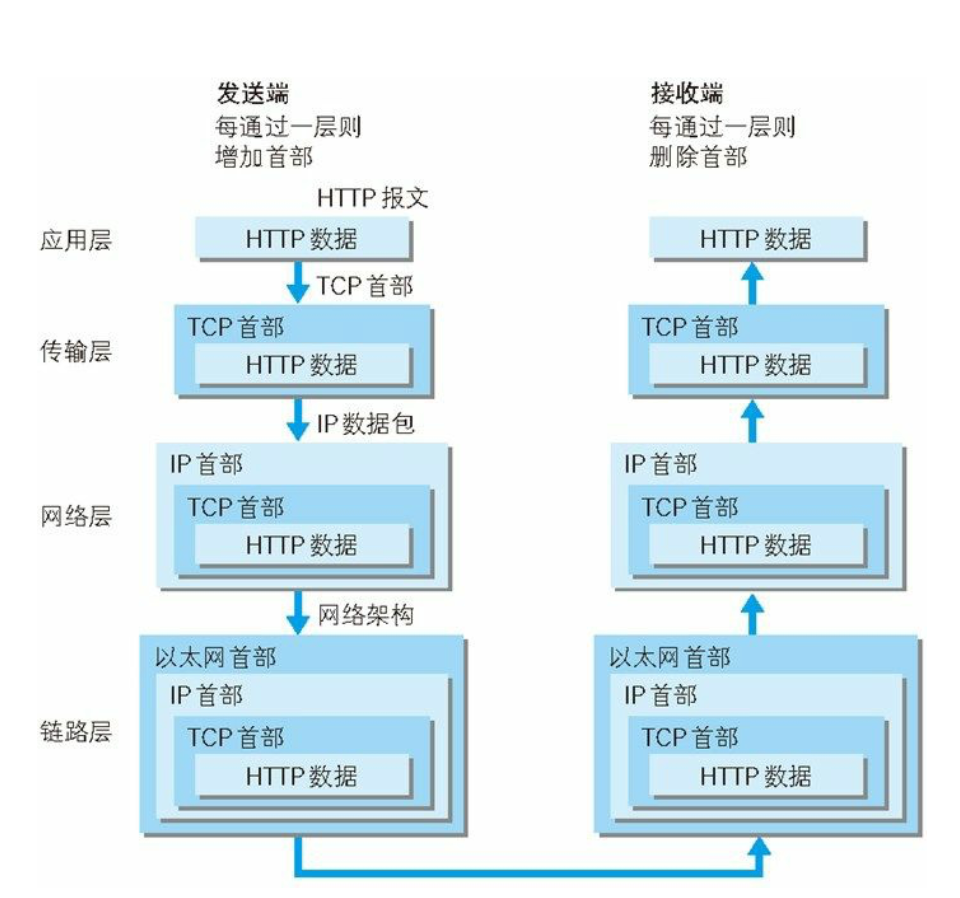 发送端
每通过一层则
增加首部
接收端
每通过一层则
删除首部
HTTP 报文
应用层
HTTP 数据
HTTP 数据
TCP 首部
传输层
TCP 首部
HTTP 数据
TCP 首部
HTTP 数据
IP 数据包
网络层
IP 首部
TCP 首部
HTTP 数据
IP 首部
TCP 首部
HTTP 数据
网络架构
链路层
以太网首部
IP 首部
TCP 首部
HTTP 数据
以太网首部
IP 首部
TCP 首部
HTTP 数据